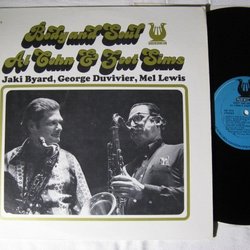 Body and Soul
Al Cohn & Zoot Sims
Jaki Byard, George Duvivier, Mel Lewis